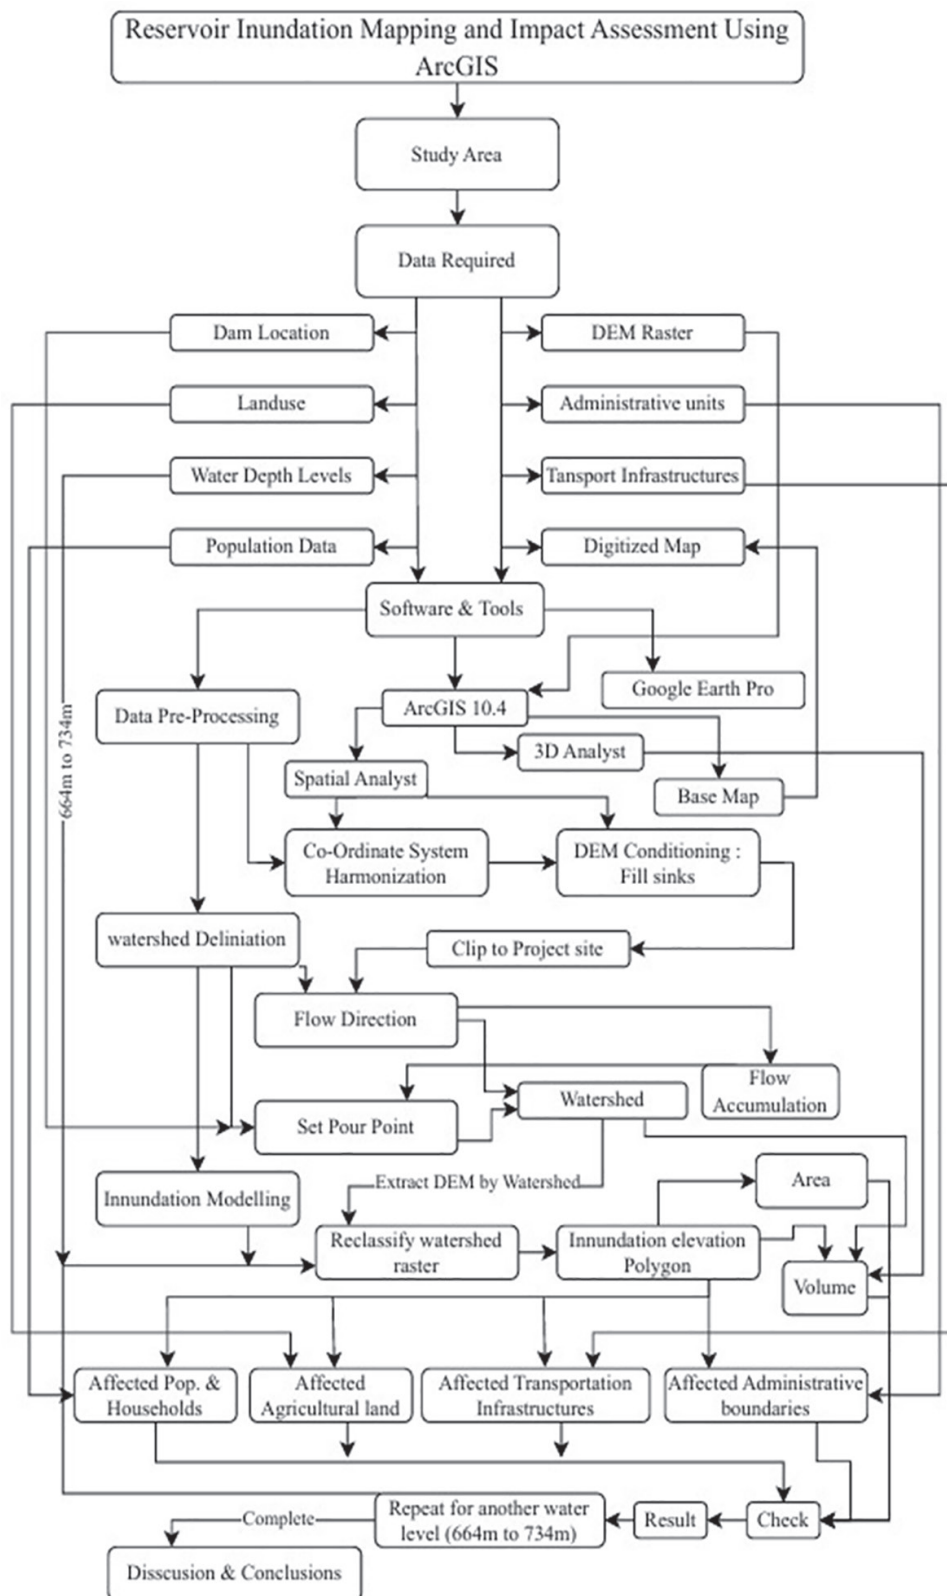 Reservoir Inundation Mapping and Impact Assessment Using
ArcGIS
Study Area
Data Required
Dam Location
DEM Raster
Landuse
Administrative units
Water Depth Levels
Tansport Infrastructures
Population Data
Digitized Map
Software & Tools
Google Earth Pro
Data Pre-Processing
ArcGIS 10.4
664m to 734m
3D Analyst
Spatial Analyst
Base Map
Co-Ordinate System
Harmonization
DEM Conditioning :
Fill sinks
watershed Deliniation
Clip to Project site
Flow Direction
Flow
Accumulation
Watershed
Set Pour Point
Extract DEM by Watershed
Area
Innundation Modelling
Reclassify watershed
raster
Innundation elevation
Polygon
Volume
Affected Pop. &
Households
Affected
Agricultural land
Affected Transportation
Infrastructures
Affected Administrative
boundaries
Complete
Repeat for another water
level (664m to 734m)
Result
Check
Disscusion & Conclusions